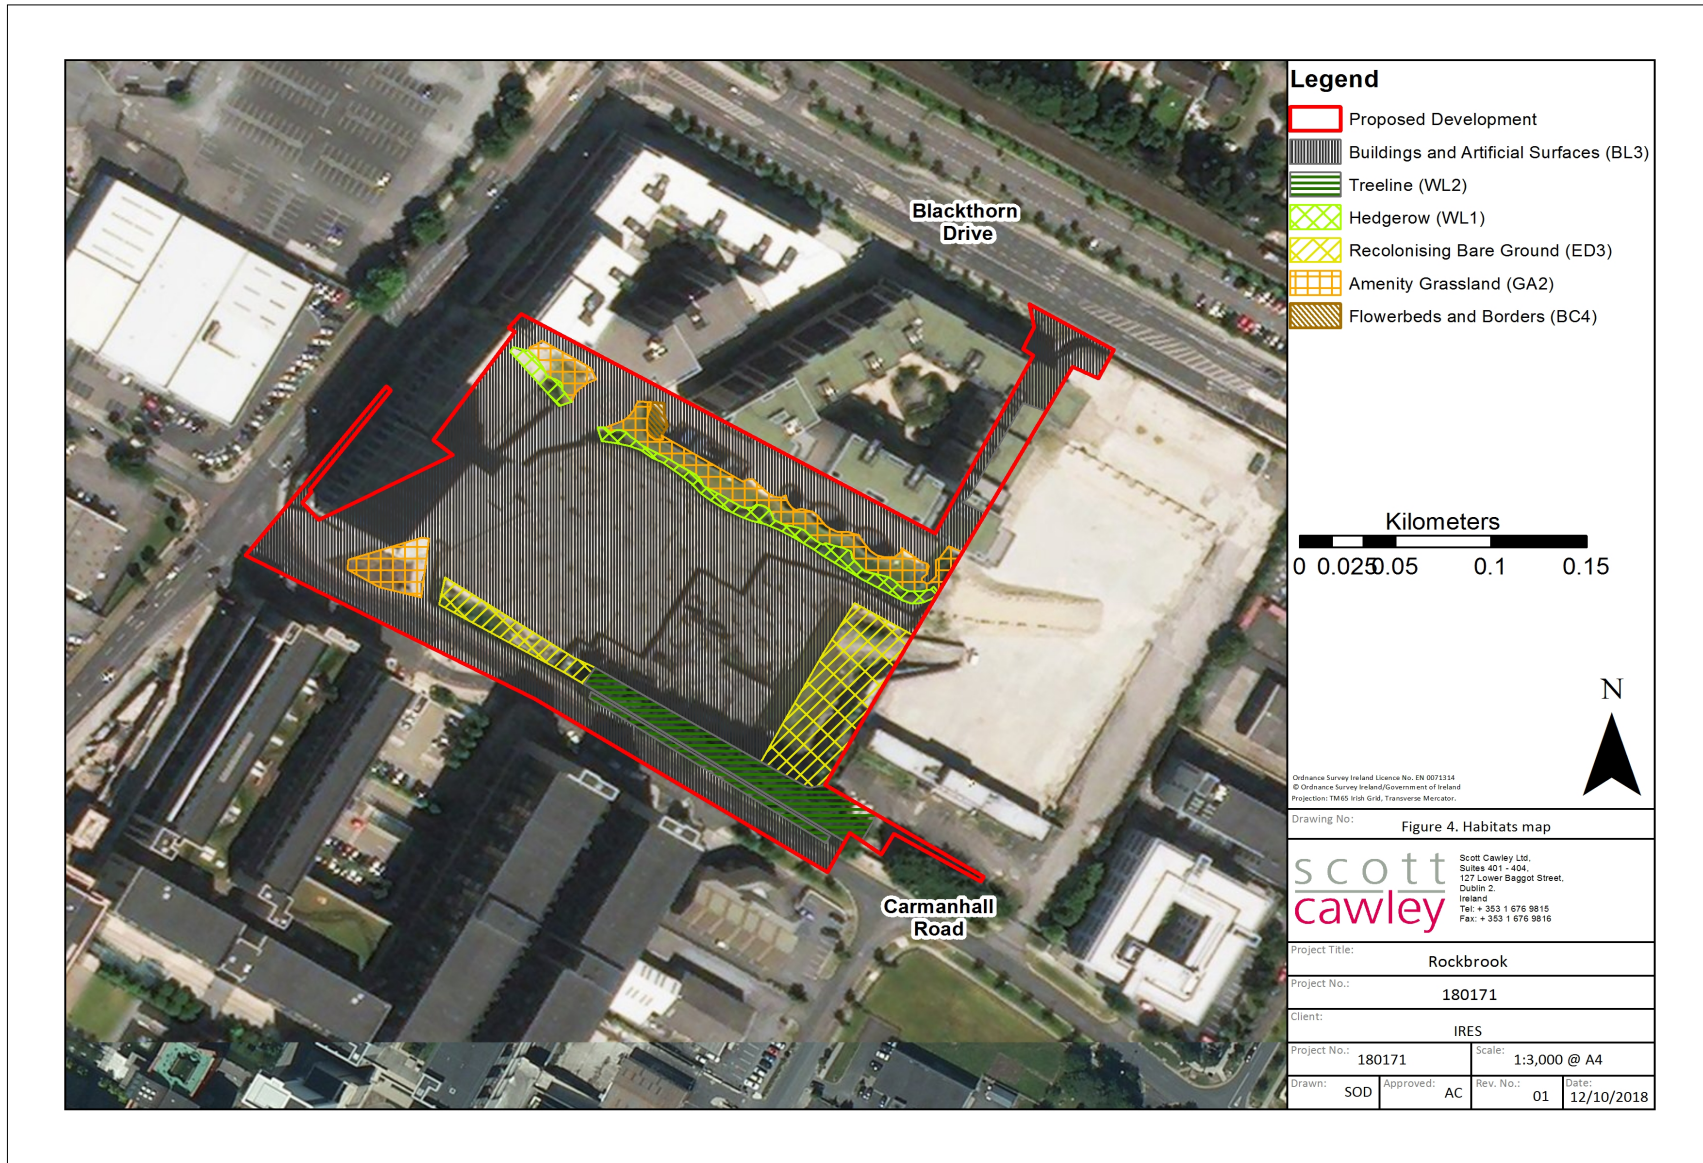 Blackthorn
Drive
Carmanhall
Road
Legend
Proposed Development
Buildings and Artificial Surfaces (BL3)
Treeline (WL2)
Hedgerow (WL1)
Recolonising Bare Ground (ED3)
Amenity Grassland (GA2)
Flowerbeds and Borders (BC4)
Kilometers
0 0.025 0.05 0.1 0.15
N
Ordnance Survey Ireland Licence No. EN 0071314
© Ordnance Survey Ireland/Government of Ireland
Projection: TM65 Irish Grid, Transverse Mercator.
Drawing No: Figure 4. Habitats map
scott
cawley
Scott Cawley Ltd,
Suites 401 - 404,
127 Lower Baggot Street,
Dublin 2.
Ireland
Tel: + 353 1 676 9815
Fax: + 353 1 676 9816
Project Title:
Rockbrook
Project No.:
180171
Client:
IRES
Project No.: 180171 Scale: 1:3,000 @ A4
Drawn: SOD Approved: AC Rev. No.: 01 Date: 12/10/2018